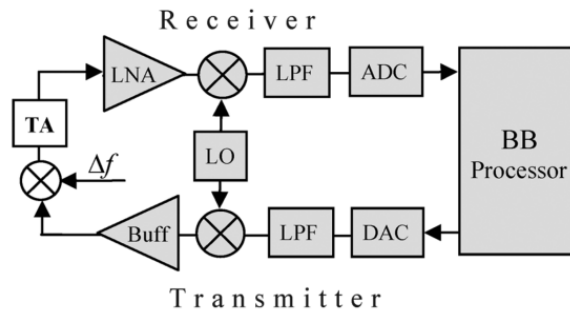 Receiver
LNA
LPF
ADC
TA
LO
BB
Processor
Δf
Buff
LPF
DAC
Transmitter